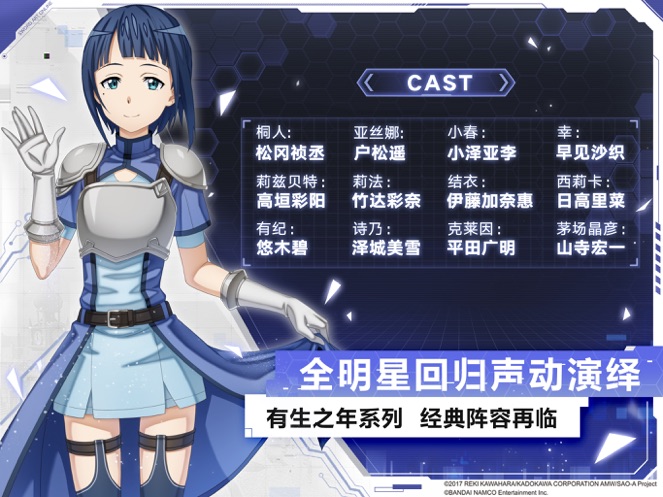 CAST
桐人: 亚丝娜: 小春: 幸:
松冈祯丞 户松遥 小泽亚李 早见沙织
莉兹贝特: 莉法: 结衣: 西莉卡:
高垣彩阳 竹达彩奈 伊藤加奈惠 日高里菜
有纪: 诗乃: 克莱因: 茅场晶彦:
悠木碧 泽城美雪 平田广明 山寺宏一
全明星回归声动演绎
有生之年系列 经典阵容再临
©2017 REKI KAWAHARA/KADOKAWA CORPORATION AMW/SAO-A Project
©BANDAI NAMCO Entertainment Inc.